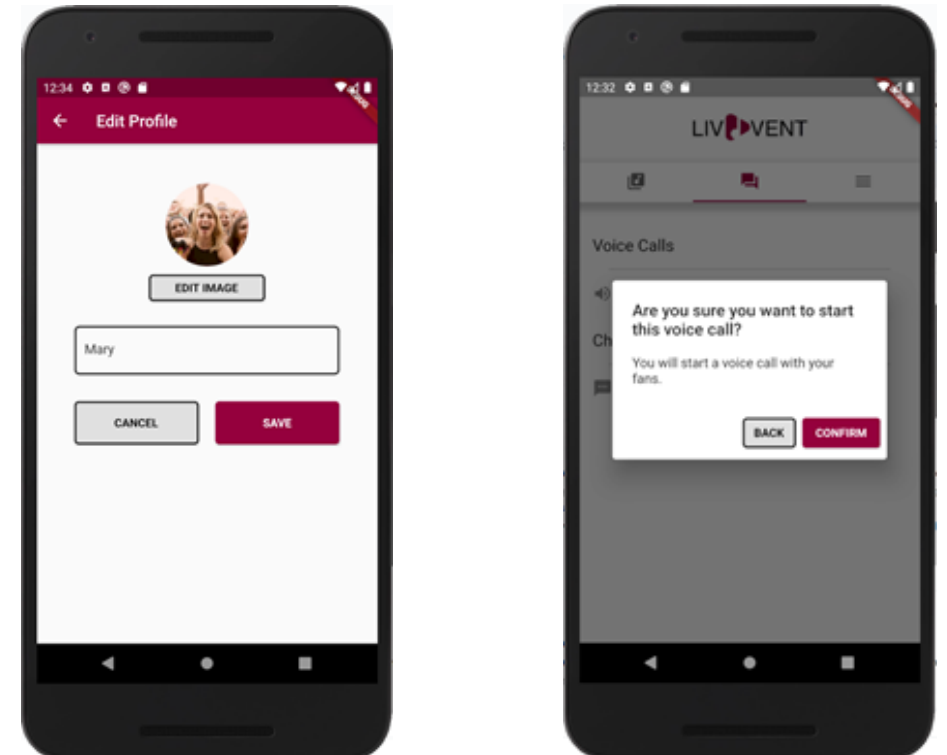 12:34
Edit Profile
EDIT IMAGE
Mary
CANCEL
SAVE
12:32
LIVEVENT
Voice Calls
Ch
Are you sure you want to start
this voice call?
You will start a voice call with your
fans.
BACK
CONFIRM